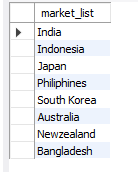 market_list
India
Indonesia
Japan
Philiphines
South Korea
Australia
Newzealand
Bangladesh